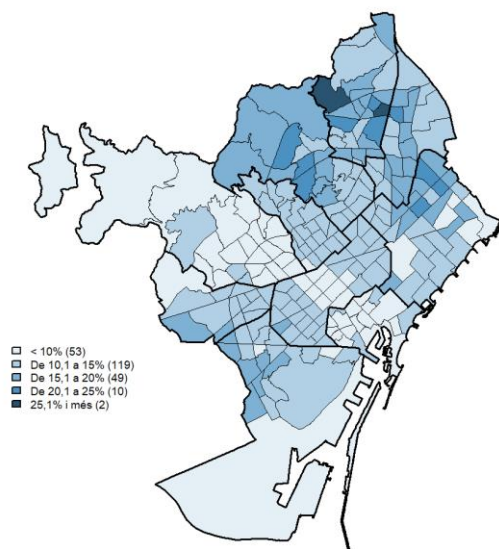 < 10% (53)
De 10,1 a 15% (119)
De 15,1 a 20% (49)
De 20,1 a 25% (10)
25,1% i més (2)